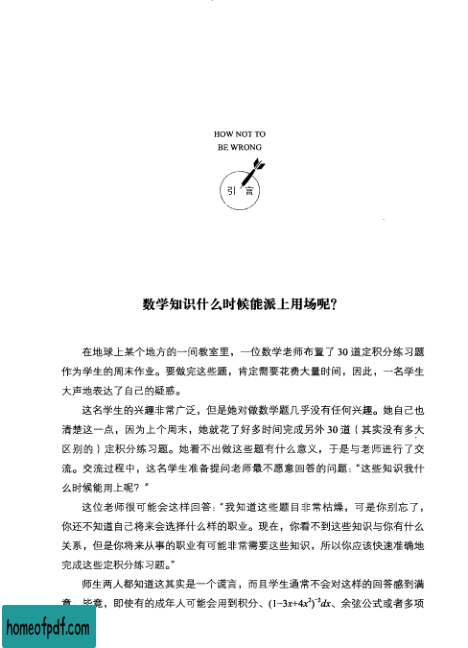 HOW NOT TO
BE WRONG
引 言
数学知识什么时候能派上用场呢？
在地球上某个地方的一间教室里，一位数学老师布置了 30 道定积分练习题
作为学生的周末作业。要做完这些题，肯定需要花费大量时间，因此，一名学生
大声地表达了自己的疑惑。
这名学生的兴趣非常广泛，但是她对做数学题几乎没有任何兴趣。她自己也
清楚这一点，因为上个周末，她就花了好多时间完成另外 30 道（其实没有多大
区别的）定积分练习题。她看不出做这些题有什么意义，于是与老师进行了交
流。交流过程中，这名学生准备提问老师最不愿意回答的问题：“这些知识我什
么时候能用上呢？”
这位老师很可能会这样回答：“我知道这些题目非常枯燥，可是你别忘了，
你还不知道自己将来会选择什么样的职业。现在，你看不到这些知识与你有什么
关系，但是你将来从事的职业有可能非常需要这些知识，所以你应该快速准确地
完成这些定积分练习题。”
师生两人都知道这其实是一个谎言，而且学生通常不会对这样的回答感到满
意。毕竟，即使有的成年人可能会用到积分、(1−3x+4x²)⁻²dx、余弦公式或者多项
homeofpdf.com